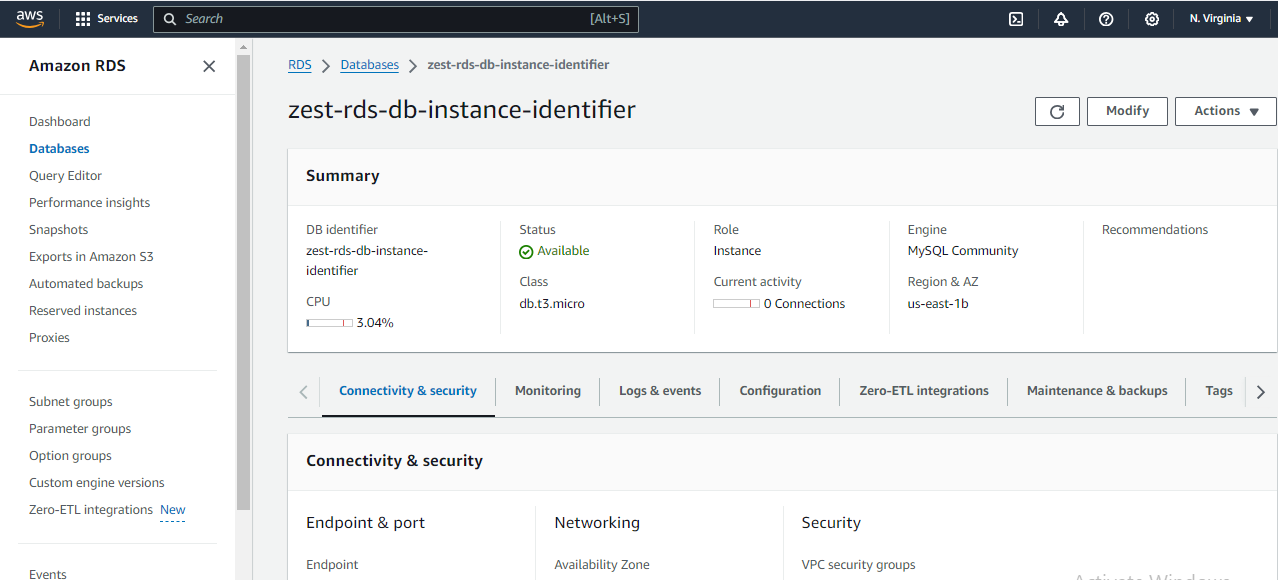 aws
Services
Search
[Alt+S]
N. Virginia
Amazon RDS
Dashboard
Databases
Query Editor
Performance insights
Snapshots
Exports in Amazon S3
Automated backups
Reserved instances
Proxies
Subnet groups
Parameter groups
Option groups
Custom engine versions
Zero-ETL integrations New
Events
RDS
Databases
zest-rds-db-instance-identifier
zest-rds-db-instance-identifier
Modify
Actions
Summary
DB identifier
zest-rds-db-instance-
identifier
CPU
3.04%
Status
Available
Class
db.t3.micro
Role
Instance
Current activity
0 Connections
Engine
MySQL Community
Region & AZ
us-east-1b
Recommendations
Connectivity & security
Monitoring
Logs & events
Configuration
Zero-ETL integrations
Maintenance & backups
Tags
Connectivity & security
Endpoint & port
Endpoint
Networking
Availability Zone
Security
VPC security groups
Activate Windows